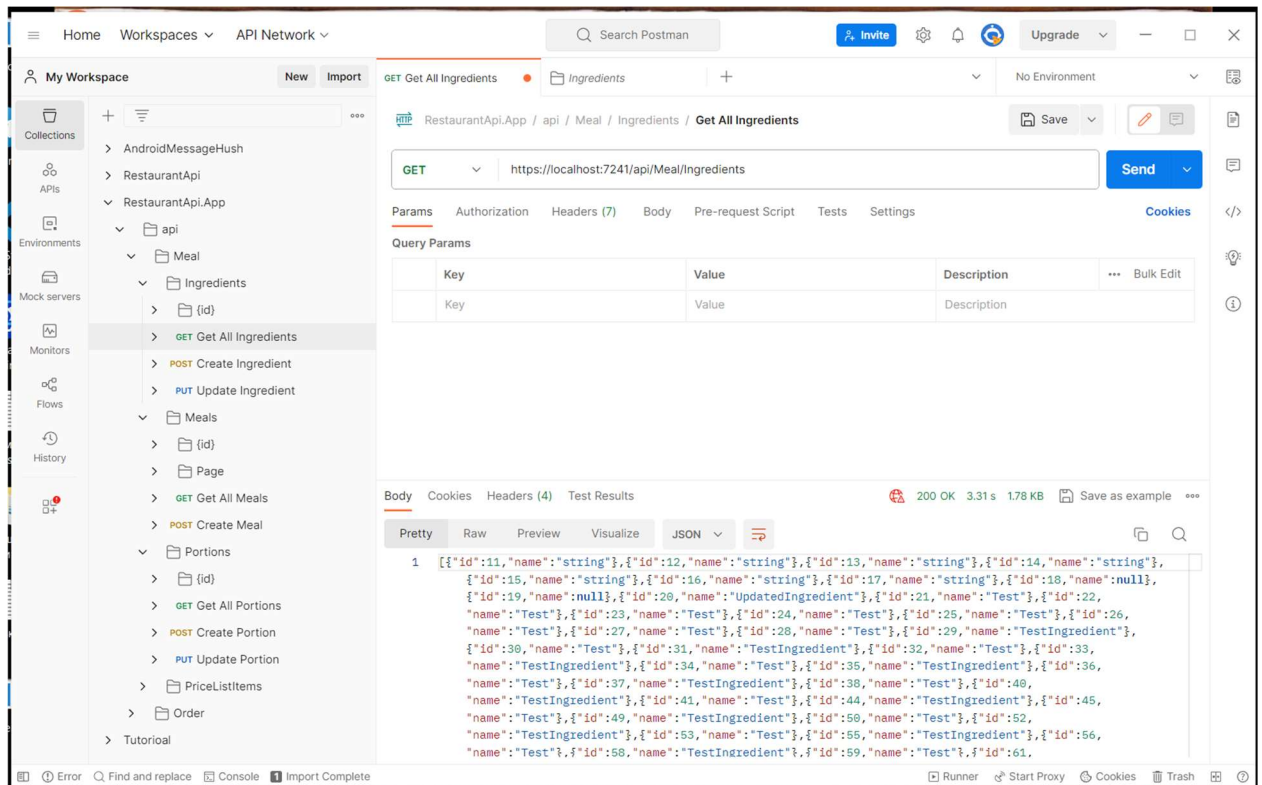 Home Workspaces API Network Search Postman Invite Upgrade
My Workspace New Import GET Get All Ingredients Ingredients No Environment
Collections
APIs
Environments
Mock servers
Monitors
Flows
History
AndroidMessageHush
RestaurantApi
RestaurantApi.App
api
Meal
Ingredients
{id}
GET Get All Ingredients
POST Create Ingredient
PUT Update Ingredient
Meals
{id}
Page
GET Get All Meals
POST Create Meal
Portions
{id}
GET Get All Portions
POST Create Portion
PUT Update Portion
PriceListItems
Order
Tutorioal
HTTP RestaurantApi.App / api / Meal / Ingredients / Get All Ingredients Save
GET https://localhost:7241/api/Meal/Ingredients Send
Params Authorization Headers (7) Body Pre-request Script Tests Settings Cookies
Query Params
Key Value Description Bulk Edit
Key Value Description
Body Cookies Headers (4) Test Results 200 OK 3.31 s 1.78 KB Save as example
Pretty Raw Preview Visualize JSON
1 [{"id":11,"name":"string"},{"id":12,"name":"string"},{"id":13,"name":"string"},{"id":14,"name":"string"},
{"id":15,"name":"string"},{"id":16,"name":"string"},{"id":17,"name":"string"},{"id":18,"name":null},
{"id":19,"name":null},{"id":20,"name":"UpdatedIngredient"},{"id":21,"name":"Test"},{"id":22,
"name":"Test"},{"id":23,"name":"Test"},{"id":24,"name":"Test"},{"id":25,"name":"Test"},{"id":26,
"name":"Test"},{"id":27,"name":"Test"},{"id":28,"name":"Test"},{"id":29,"name":"TestIngredient"},
{"id":30,"name":"Test"},{"id":31,"name":"TestIngredient"},{"id":32,"name":"Test"},{"id":33,
"name":"TestIngredient"},{"id":34,"name":"Test"},{"id":35,"name":"TestIngredient"},{"id":36,
"name":"Test"},{"id":37,"name":"TestIngredient"},{"id":38,"name":"Test"},{"id":40,
"name":"TestIngredient"},{"id":41,"name":"Test"},{"id":44,"name":"TestIngredient"},{"id":45,
"name":"Test"},{"id":49,"name":"TestIngredient"},{"id":50,"name":"Test"},{"id":52,
"name":"TestIngredient"},{"id":53,"name":"Test"},{"id":55,"name":"TestIngredient"},{"id":56,
"name":"Test"},{"id":58,"name":"TestIngredient"},{"id":59,"name":"Test"},{"id":61,
Error Find and replace Console 1 Import Complete Runner Start Proxy Cookies Trash